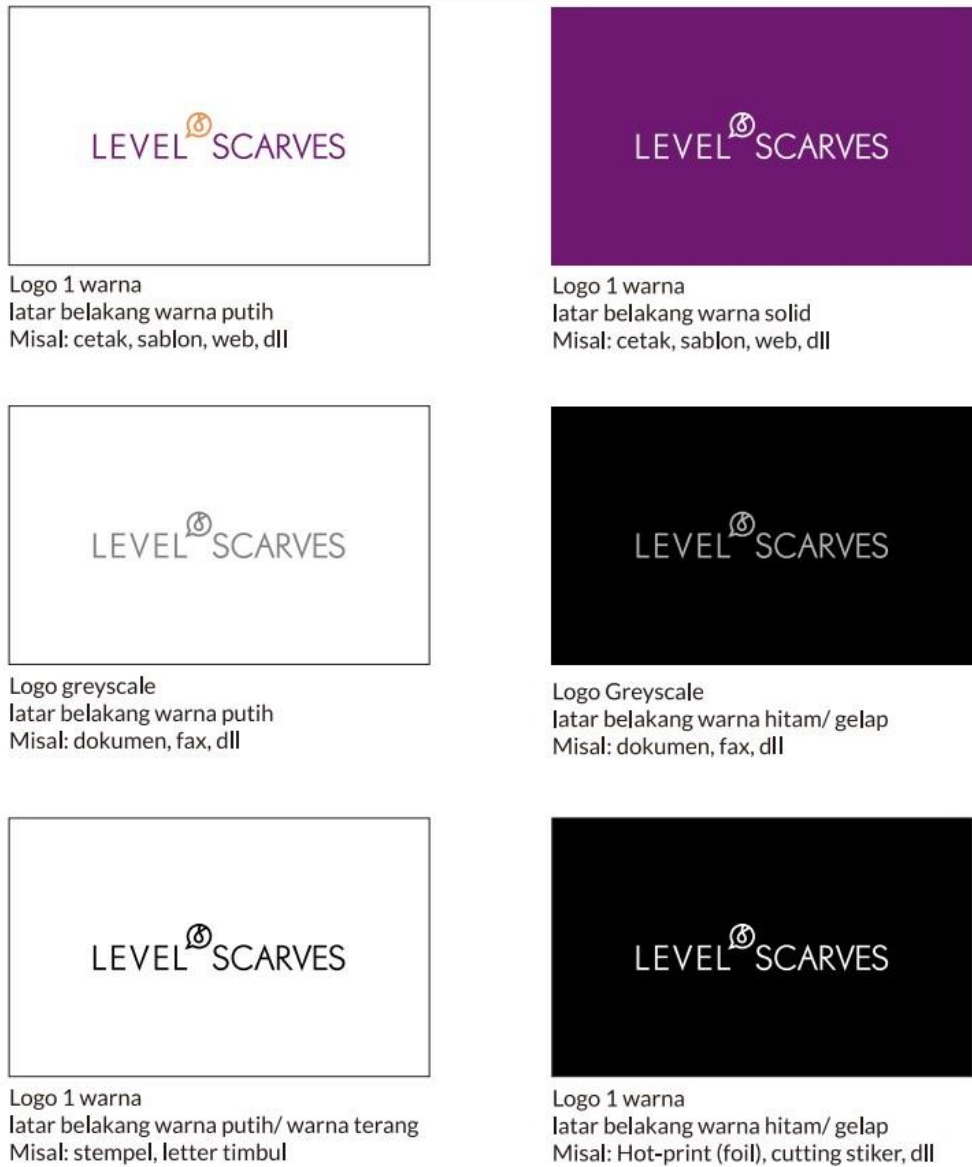 LEVEL SCARVES
Logo 1 warna
latar belakang warna putih
Misal: cetak, sablon, web, dll
LEVEL SCARVES
Logo 1 warna
latar belakang warna solid
Misal: cetak, sablon, web, dll
LEVEL SCARVES
Logo greyscale
latar belakang warna putih
Misal: dokumen, fax, dll
LEVEL SCARVES
Logo Greyscale
latar belakang warna hitam/ gelap
Misal: dokumen, fax, dll
LEVEL SCARVES
Logo 1 warna
latar belakang warna putih/ warna terang
Misal: stempel, letter timbul
LEVEL SCARVES
Logo 1 warna
latar belakang warna hitam/ gelap
Misal: Hot-print (foil), cutting stiker, dll